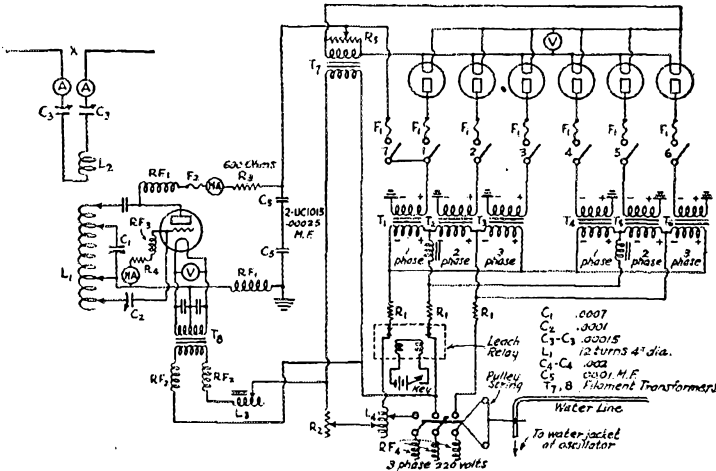 X
A
A
C3
C3
L2
RF1
F2
MA
R3
600 Ohms
C5
2-UC1015
.00025
M.F.
C5
RF3
C1
R4
MA
L1
C2
V
RF1
T8
RF2
RF2
L3
R5
T7
V
F1
F1
F1
F1
F1
F1
7
1
2
3
4
5
6
- +
- +
- +
- +
- +
- +
T1
T2
T3
T4
T5
T6
- +
- +
- +
- +
- +
- +
1 phase
2 phase
3 phase
1 phase
2 phase
3 phase
R1
R1
R1
Leach
Relay
Key
Pulley
String
R2
L4
RF4
3 phase 220 volts
C1 .0007
C2 .0001
C3-C3 .00015
L1 12 turns 4" dia.
C4-C4 .002
C5 .0001 M.F.
T7, 8 Filament Transformers
Water Line
To water jacket
of oscillator